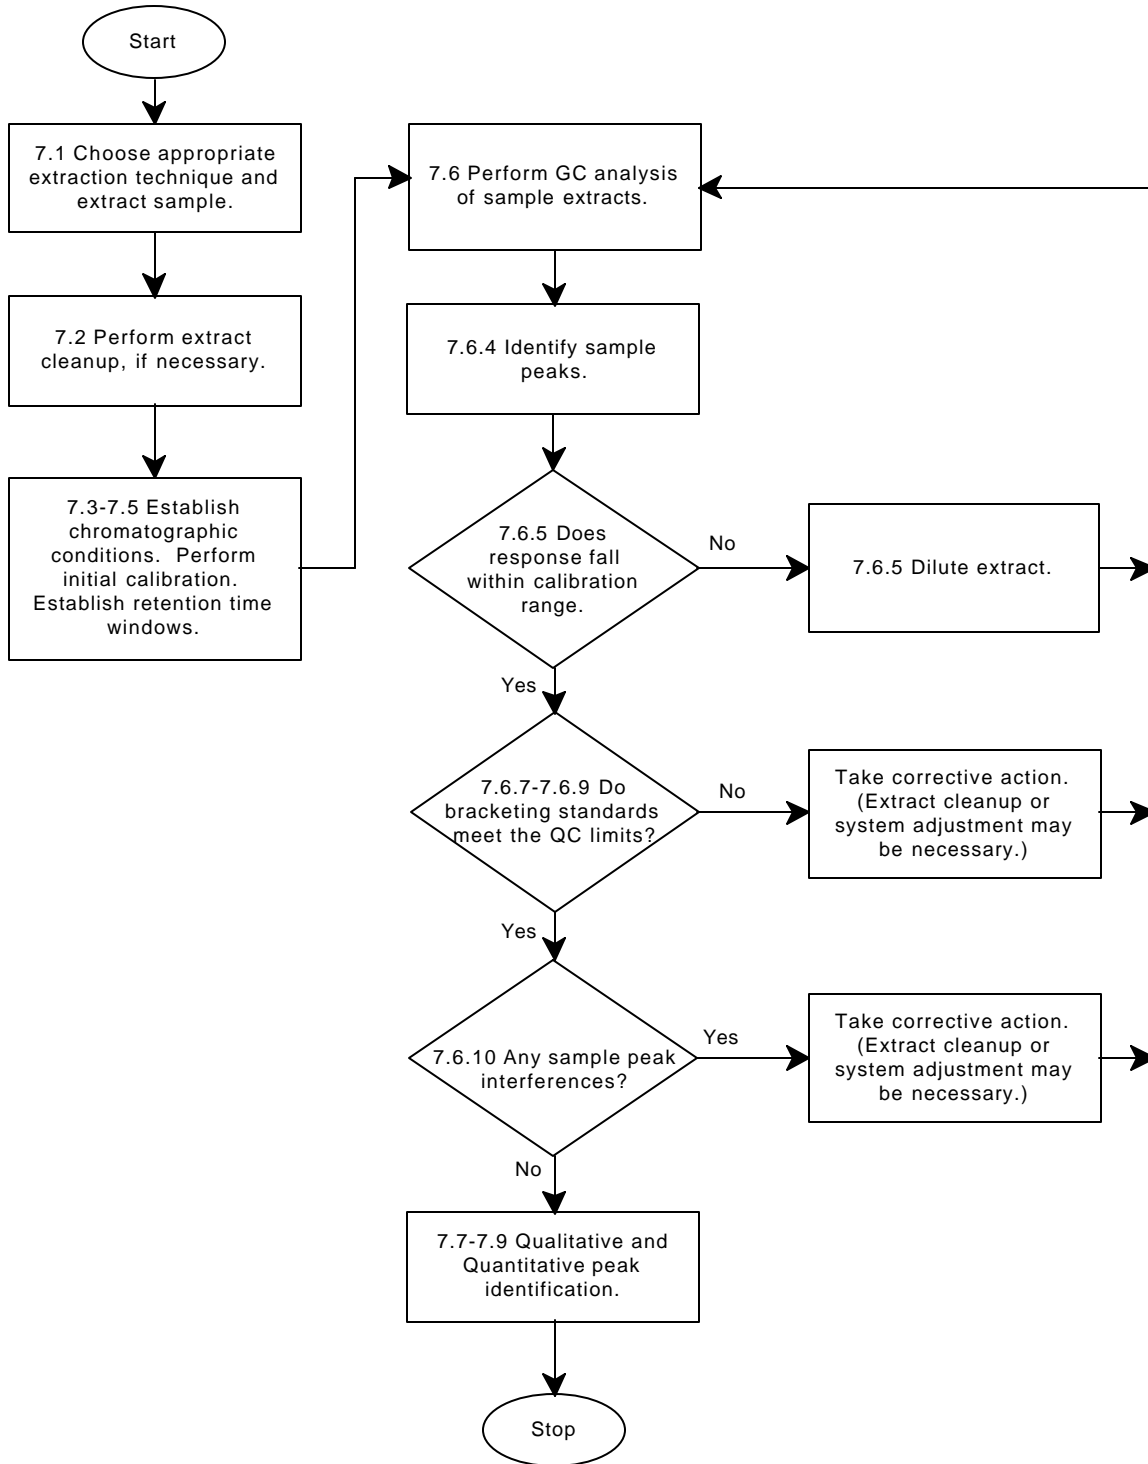 Start
7.1 Choose appropriate
extraction technique and
extract sample.
7.2 Perform extract
cleanup, if necessary.
7.3-7.5 Establish
chromatographic
conditions. Perform
initial calibration.
Establish retention time
windows.
7.6 Perform GC analysis
of sample extracts.
7.6.4 Identify sample
peaks.
7.6.5 Does
response fall
within calibration
range.
No
7.6.5 Dilute extract.
Yes
7.6.7-7.6.9 Do
bracketing standards
meet the QC limits?
No
Take corrective action.
(Extract cleanup or
system adjustment may
be necessary.)
Yes
7.6.10 Any sample peak
interferences?
Yes
Take corrective action.
(Extract cleanup or
system adjustment may
be necessary.)
No
7.7-7.9 Qualitative and
Quantitative peak
identification.
Stop